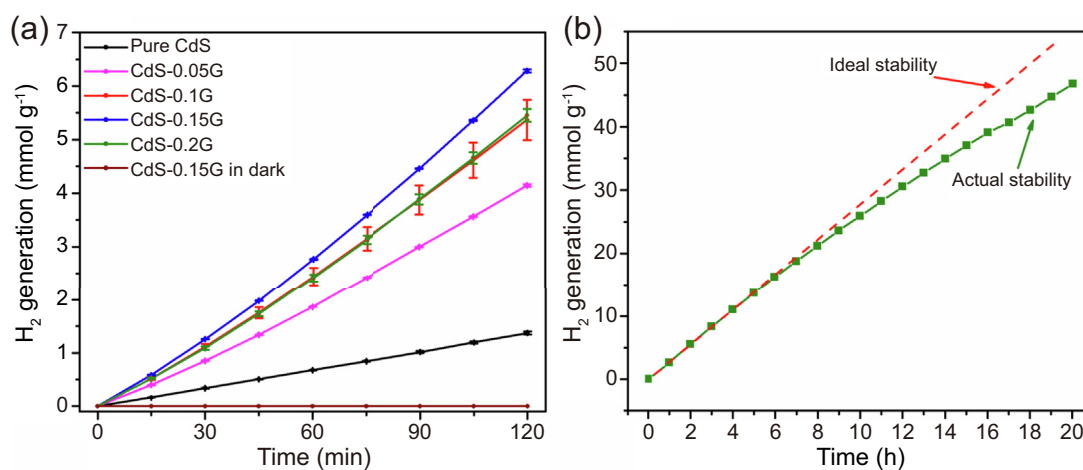 (a)
H2 generation (mmol g-1)
7
6
5
4
3
2
1
0
Pure CdS
CdS-0.05G
CdS-0.1G
CdS-0.15G
CdS-0.2G
CdS-0.15G in dark
0 30 60 90 120
Time (min)
(b)
H2 generation (mmol g-1)
50
40
30
20
10
0
Ideal stability
Actual stability
0 2 4 6 8 10 12 14 16 18 20
Time (h)